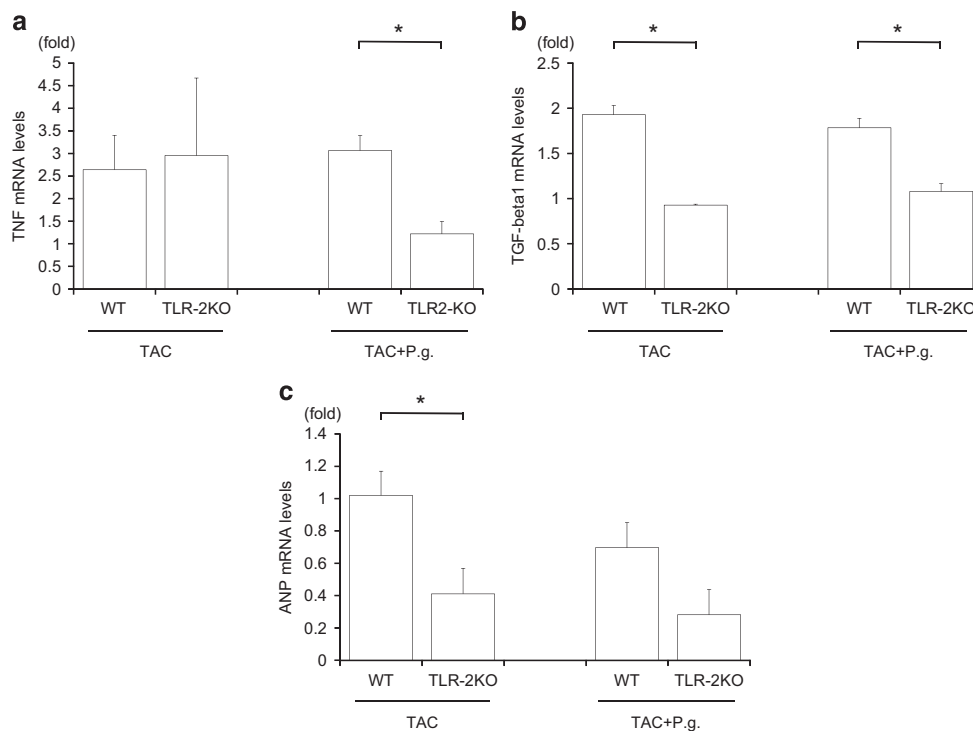 a
(fold)
*
TNF mRNA levels
5
4.5
4
3.5
3
2.5
2
1.5
1
0.5
0
WT TLR-2KO WT TLR2-KO
TAC TAC+P.g.
b
(fold)
* *
TGF-beta1 mRNA levels
2.5
2
1.5
1
0.5
0
WT TLR-2KO WT TLR-2KO
TAC TAC+P.g.
c
(fold)
*
ANP mRNA levels
1.4
1.2
1
0.8
0.6
0.4
0.2
0
WT TLR-2KO WT TLR-2KO
TAC TAC+P.g.